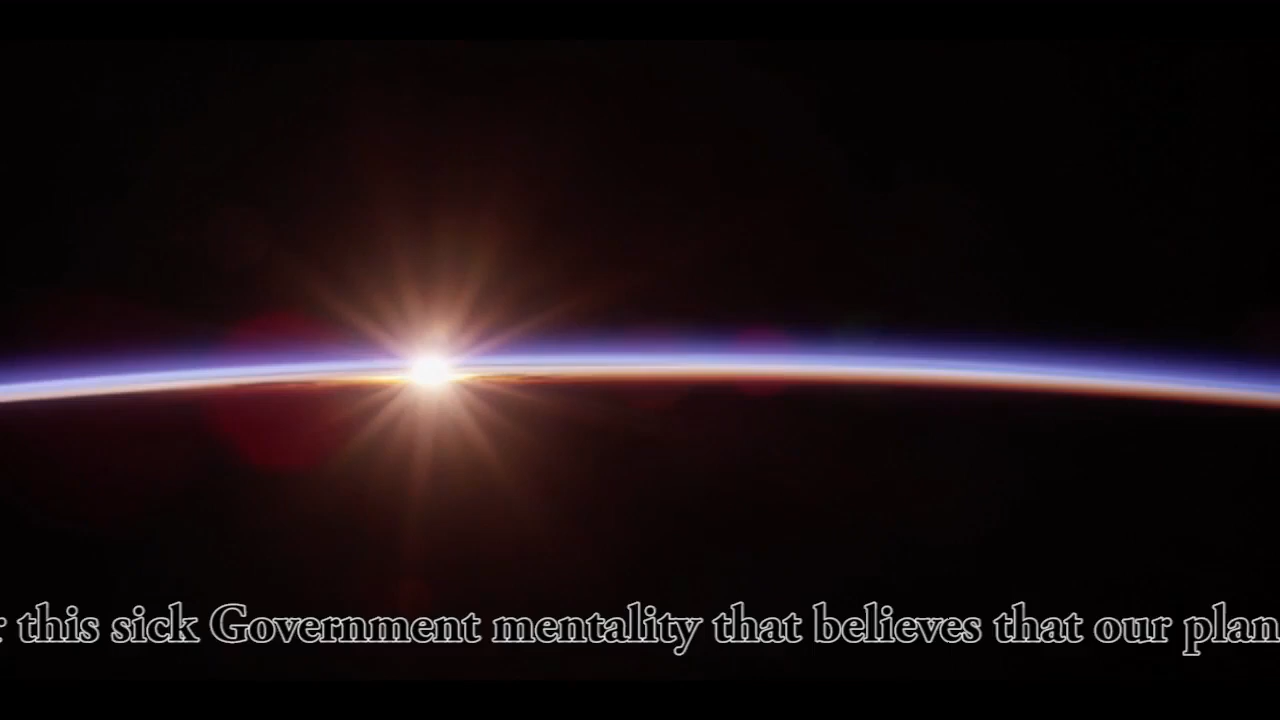 this sick Government mentality that believes that our plan